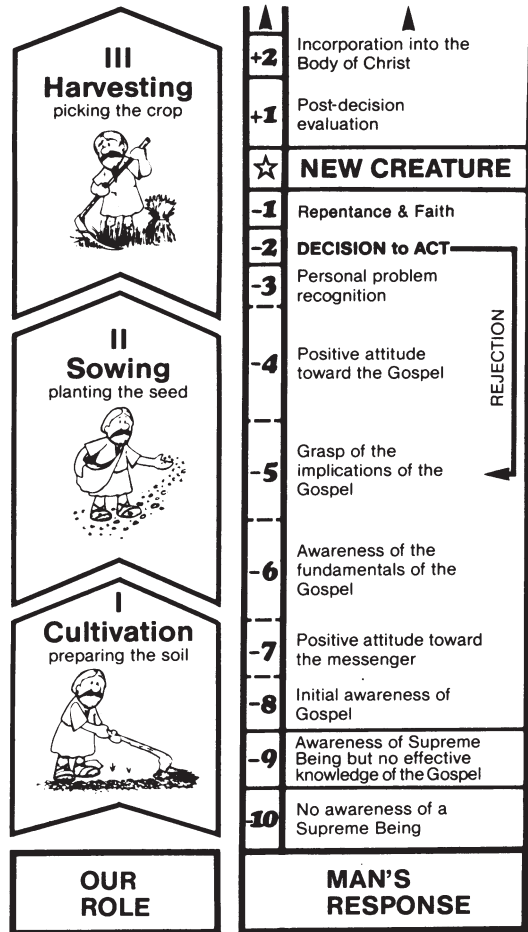 III
Harvesting
picking the crop
II
Sowing
planting the seed
I
Cultivation
preparing the soil
OUR
ROLE
+2 Incorporation into the
Body of Christ
+1 Post-decision
evaluation
☆ NEW CREATURE
-1 Repentance & Faith
-2 DECISION to ACT
-3 Personal problem
recognition
REJECTION
-4 Positive attitude
toward the Gospel
-5 Grasp of the
implications of the
Gospel
-6 Awareness of the
fundamentals of the
Gospel
-7 Positive attitude toward
the messenger
-8 Initial awareness of
Gospel
-9 Awareness of Supreme
Being but no effective
knowledge of the Gospel
-10 No awareness of a
Supreme Being
MAN'S
RESPONSE